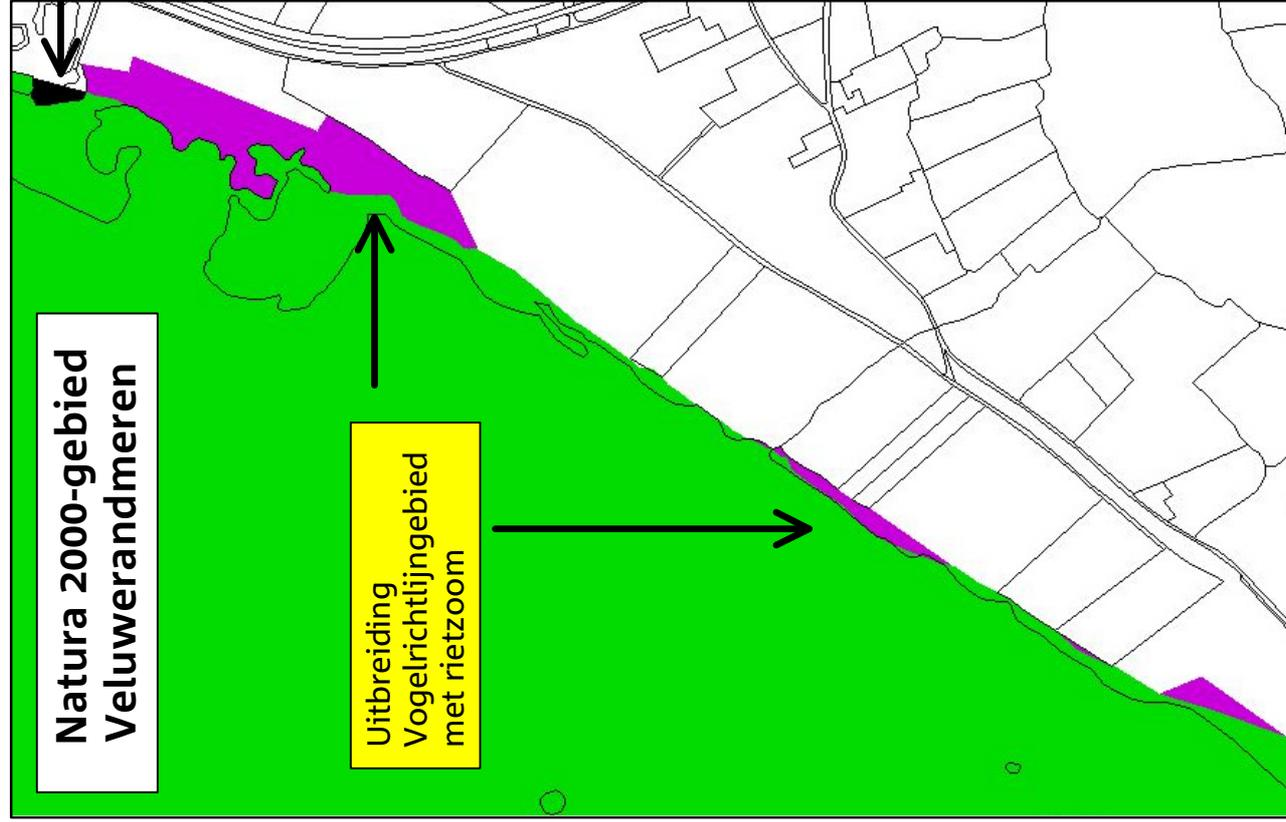 Natura 2000-gebied
Veluwerandmeren
Uitbreiding
Vogelrichtlijngebied
met rietzoom